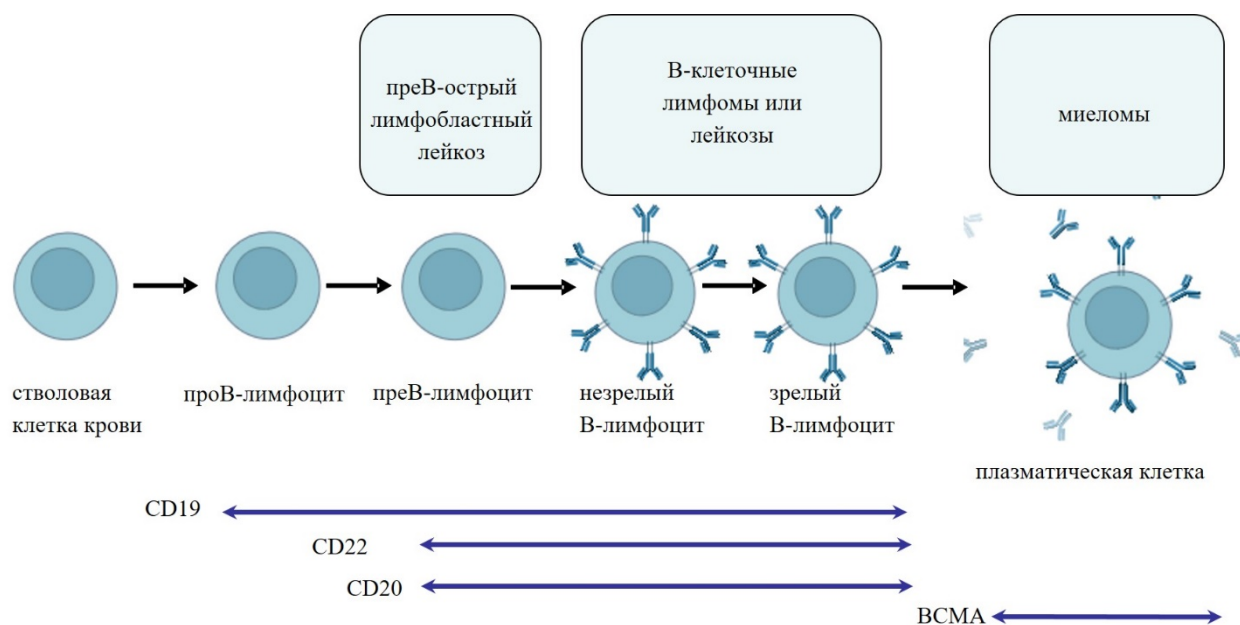 преВ-острый
лимфобластный
лейкоз
В-клеточные
лимфомы или
лейкозы
миеломы
стволовая
клетка крови
проВ-лимфоцит
преВ-лимфоцит
незрелый
В-лимфоцит
зрелый
В-лимфоцит
плазматическая клетка
CD19
CD22
CD20
BCMA